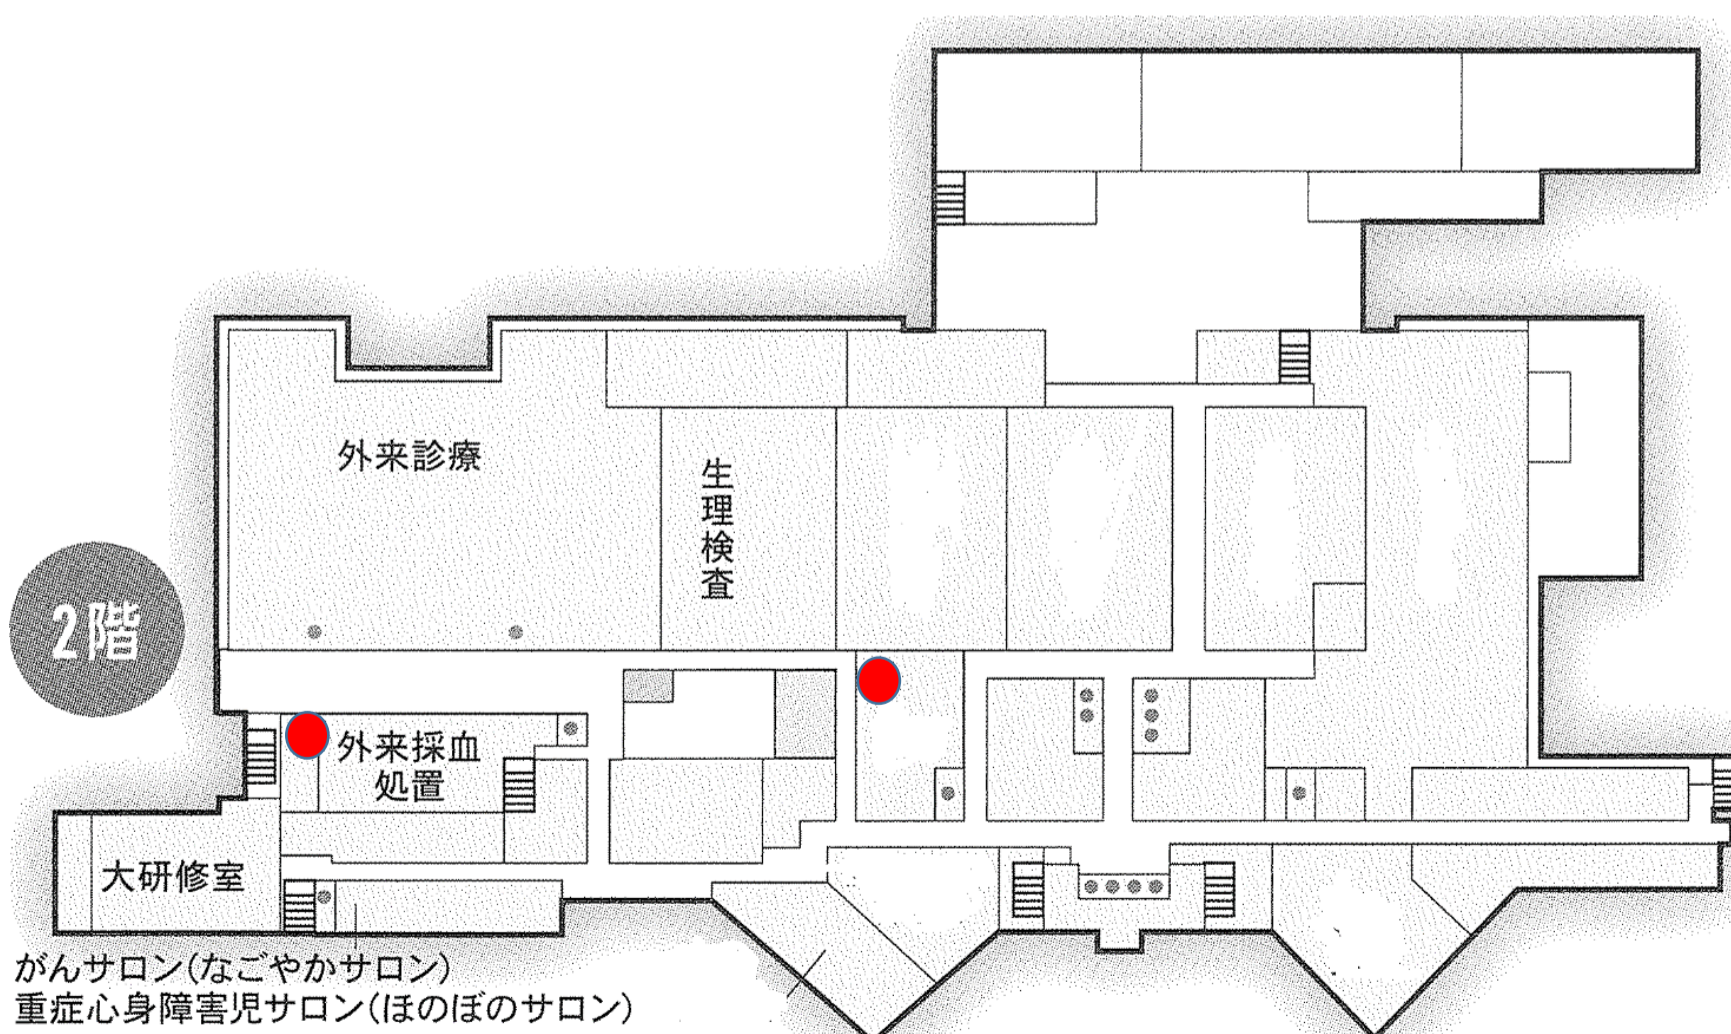 外来診療
生理検査
2階
外来採血
処置
大研修室
がんサロン(なごやかサロン)
重症心身障害児サロン(ほのぼのサロン)